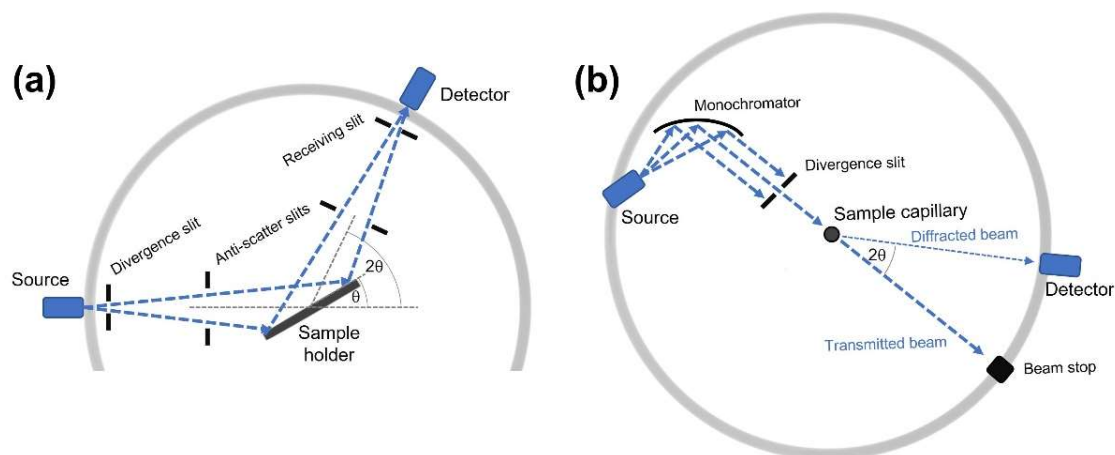 (a)
Detector
Receiving slit
Anti-scatter slits
Divergence slit
Source
2θ
θ
Sample
holder
(b)
Monochromator
Divergence slit
Source
Sample capillary
Diffracted beam
2θ
Detector
Transmitted beam
Beam stop